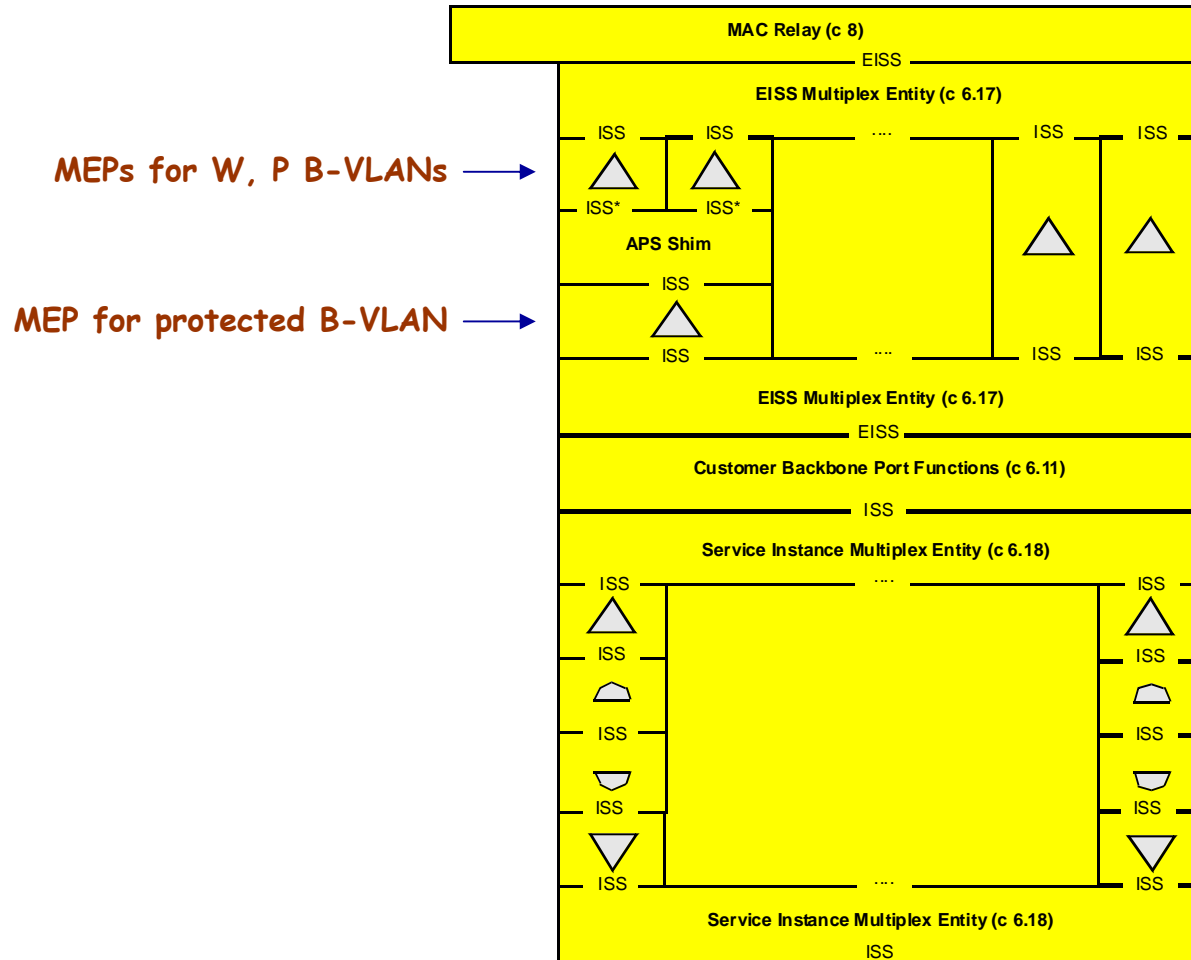 MAC Relay (c 8)
EISS
EISS Multiplex Entity (c 6.17)
ISS ISS .... ISS ISS
MEPs for W, P B-VLANs
ISS* ISS*
APS Shim
ISS
MEP for protected B-VLAN
ISS .... ISS ISS
EISS Multiplex Entity (c 6.17)
EISS
Customer Backbone Port Functions (c 6.11)
ISS
Service Instance Multiplex Entity (c 6.18)
ISS .... ISS
ISS ISS
ISS ISS
ISS ISS
ISS .... ISS
Service Instance Multiplex Entity (c 6.18)
ISS